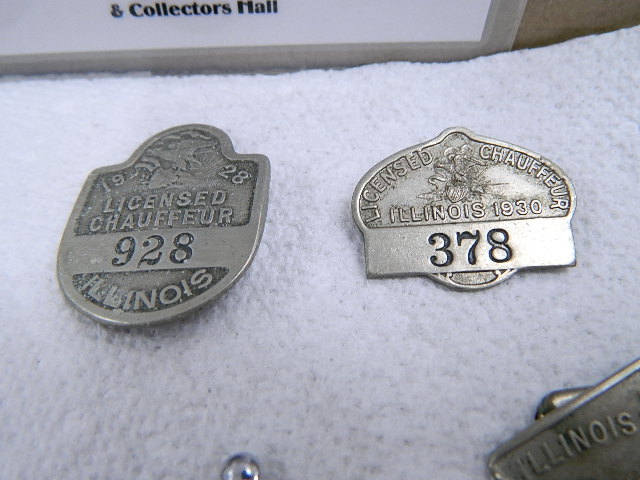 & Collectors Hall
19 28
LICENSED
CHAUFFEUR
928
ILLINOIS
LICENSED CHAUFFEUR
ILLINOIS 1930
378
ILLINOIS